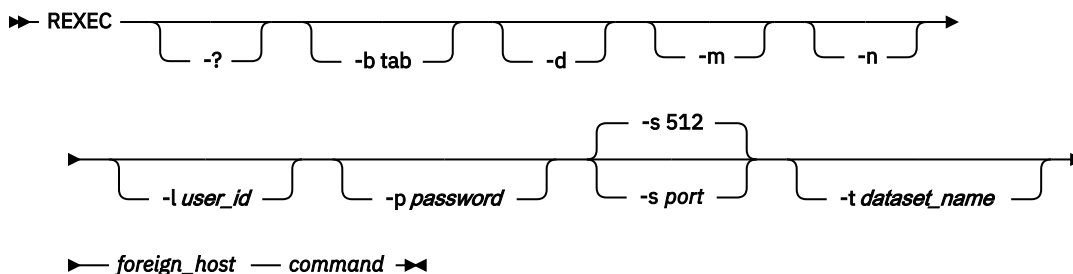 REXEC
-? -b tab -d -m -n
-s 512
-l user_id -p password -s port -t dataset_name
foreign_host command